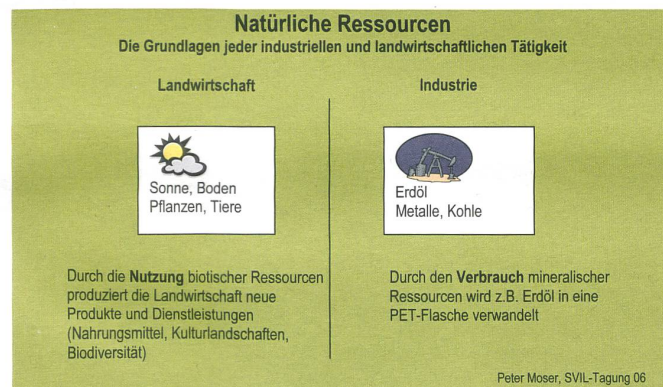 Natürliche Ressourcen
Die Grundlagen jeder industriellen und landwirtschaftlichen Tätigkeit
Landwirtschaft
Sonne, Boden
Pflanzen, Tiere
Durch die Nutzung biotischer Ressourcen
produziert die Landwirtschaft neue
Produkte und Dienstleistungen
(Nahrungsmittel, Kulturlandschaften,
Biodiversität)
Industrie
Erdöl
Metalle, Kohle
Durch den Verbrauch mineralischer
Ressourcen wird z.B. Erdöl in eine
PET-Flasche verwandelt
Peter Moser, SVIL-Tagung 06